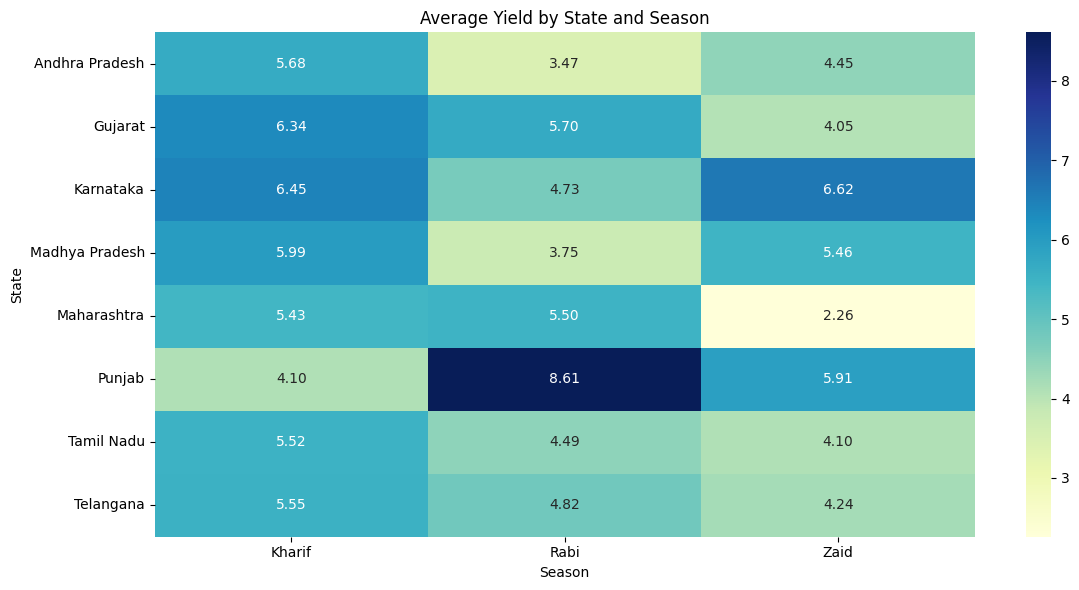 Average Yield by State and Season
State
Andhra Pradesh 5.68 3.47 4.45
Gujarat 6.34 5.70 4.05
Karnataka 6.45 4.73 6.62
Madhya Pradesh 5.99 3.75 5.46
Maharashtra 5.43 5.50 2.26
Punjab 4.10 8.61 5.91
Tamil Nadu 5.52 4.49 4.10
Telangana 5.55 4.82 4.24
Kharif Rabi Zaid
Season
8
7
6
5
4
3